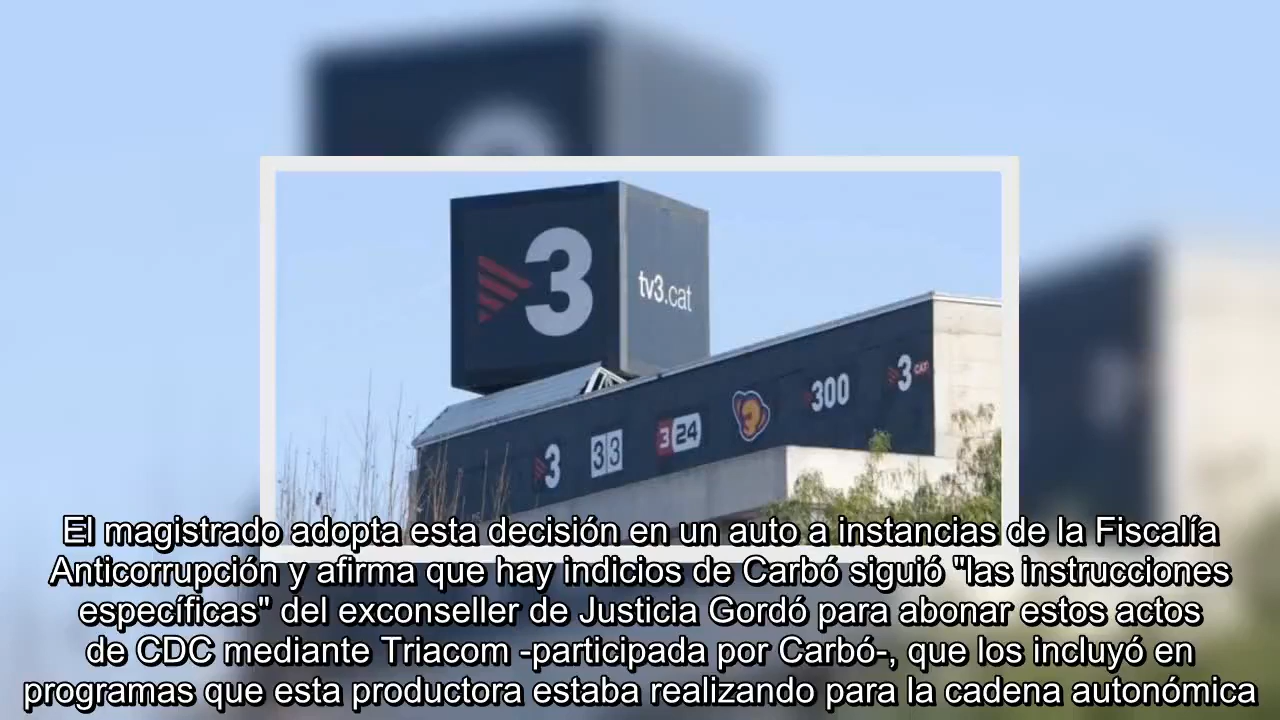 3
tv3.cat
3
33
3 24
3
300
3 CAT
El magistrado adopta esta decisión en un auto a instancias de la Fiscalía
Anticorrupción y afirma que hay indicios de Carbó siguió "las instrucciones
específicas" del exconseller de Justicia Gordó para abonar estos actos
de CDC mediante Triacom -participada por Carbó-, que los incluyó en
programas que esta productora estaba realizando para la cadena autonómica